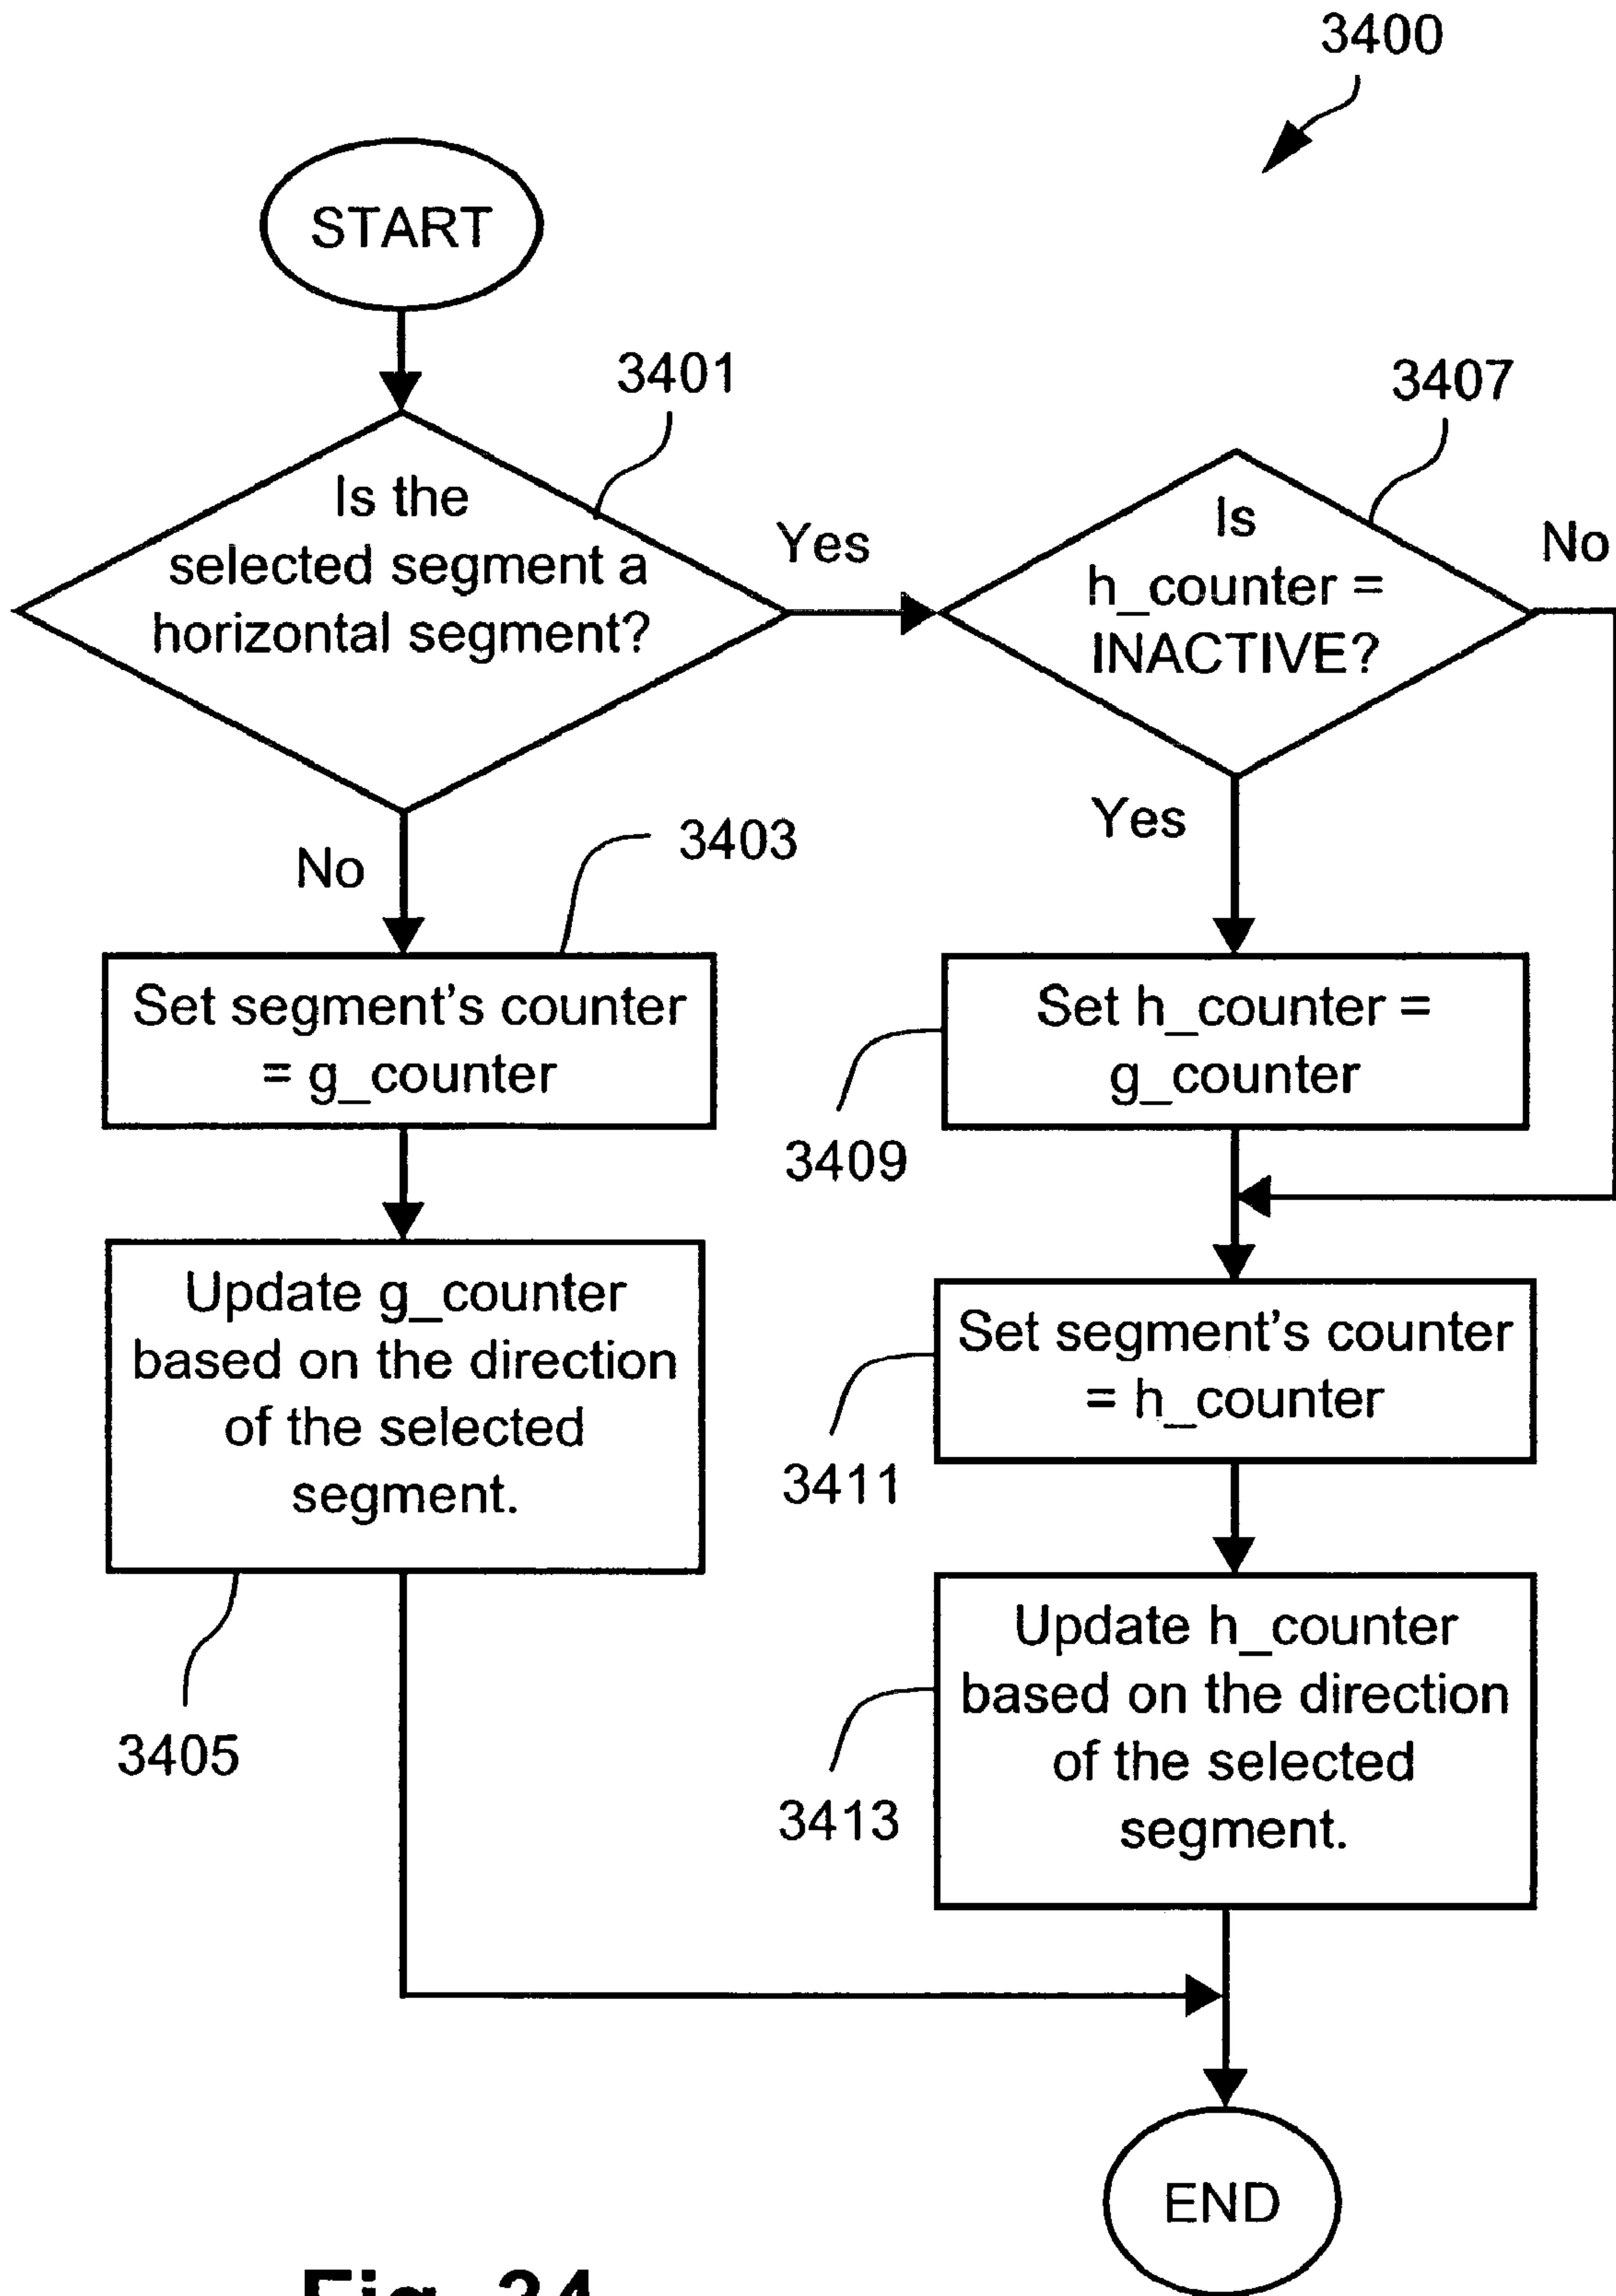 3400
START
3401
3407
Is the
selected segment a
horizontal segment?
Yes
Is
h_counter =
INACTIVE?
No
Yes
No
3403
Set segment's counter
= g_counter
Set h_counter =
g_counter
3409
Update g_counter
based on the direction
of the selected
segment.
Set segment's counter
= h_counter
3411
3405
Update h_counter
based on the direction
of the selected
segment.
3413
END
Fig. 34